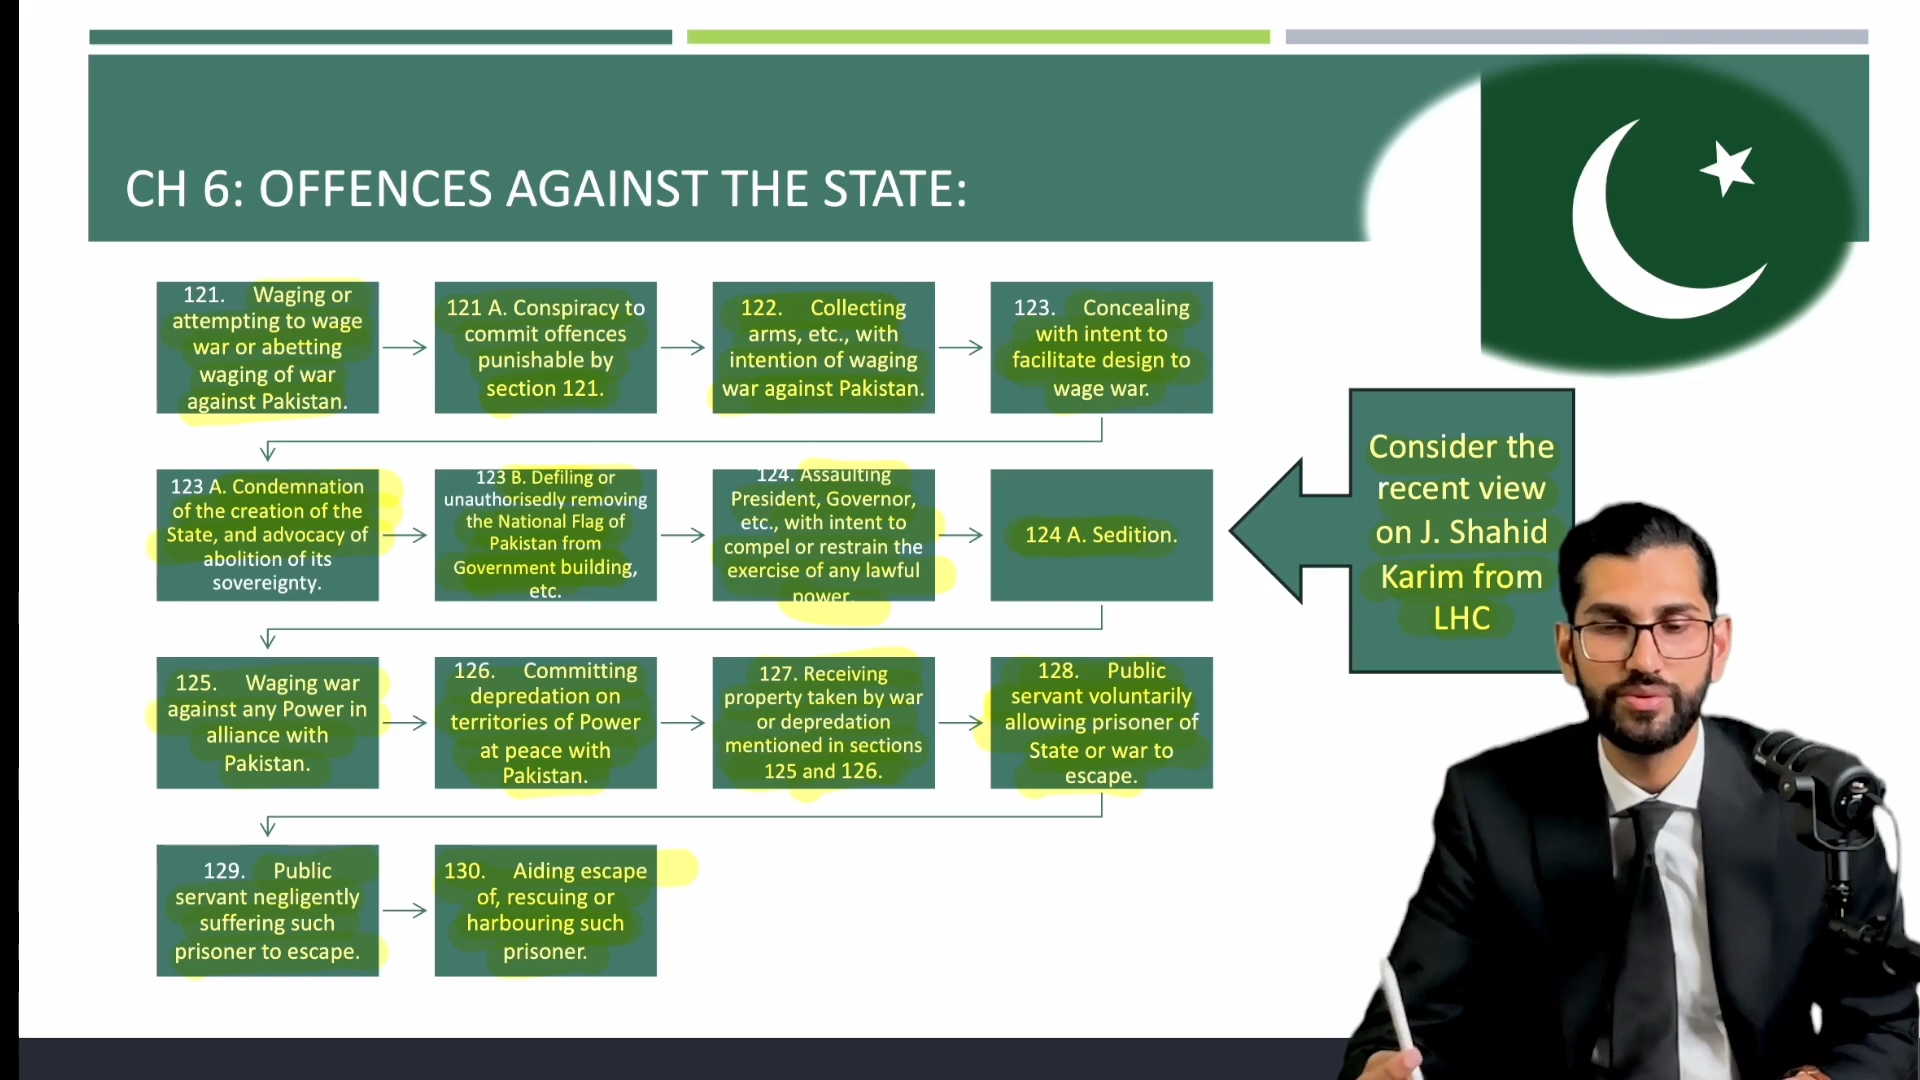 CH 6: OFFENCES AGAINST THE STATE:
121. Waging or
attempting to wage
war or abetting
waging of war
against Pakistan.
121 A. Conspiracy to
commit offences
punishable by
section 121.
122. Collecting
arms, etc., with
intention of waging
war against Pakistan.
123. Concealing
with intent to
facilitate design to
wage war.
123 A. Condemnation
of the creation of the
State, and advocacy of
abolition of its
sovereignty.
123 B. Defiling or
unauthorisedly removing
the National Flag of
Pakistan from
Government building,
etc.
124. Assaulting
President, Governor,
etc., with intent to
compel or restrain the
exercise of any lawful
power.
124 A. Sedition.
Consider the
recent view
on J. Shahid
Karim from
LHC
125. Waging war
against any Power in
alliance with
Pakistan.
126. Committing
depredation on
territories of Power
at peace with
Pakistan.
127. Receiving
property taken by war
or depredation
mentioned in sections
125 and 126.
128. Public
servant voluntarily
allowing prisoner of
State or war to
escape.
129. Public
servant negligently
suffering such
prisoner to escape.
130. Aiding escape
of, rescuing or
harbouring such
prisoner.